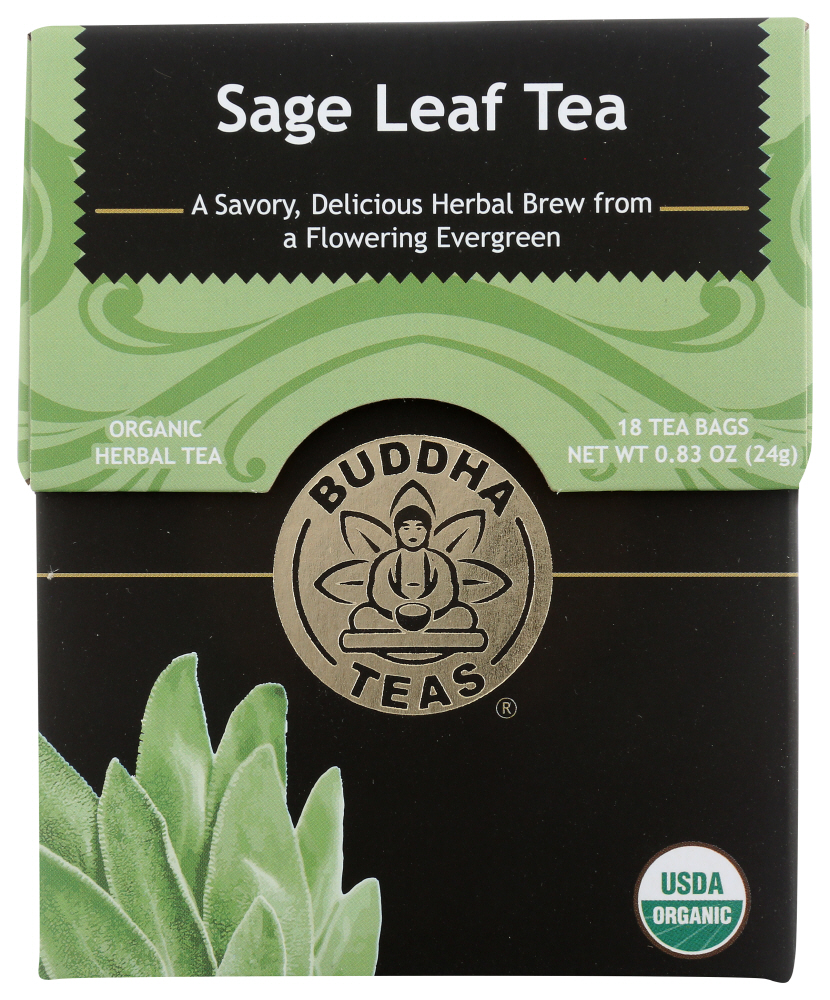 Sage Leaf Tea
A Savory, Delicious Herbal Brew from
a Flowering Evergreen
ORGANIC
HERBAL TEA
18 TEA BAGS
NET WT 0.83 OZ (24g)
BUDDHA
TEAS
®
USDA
ORGANIC